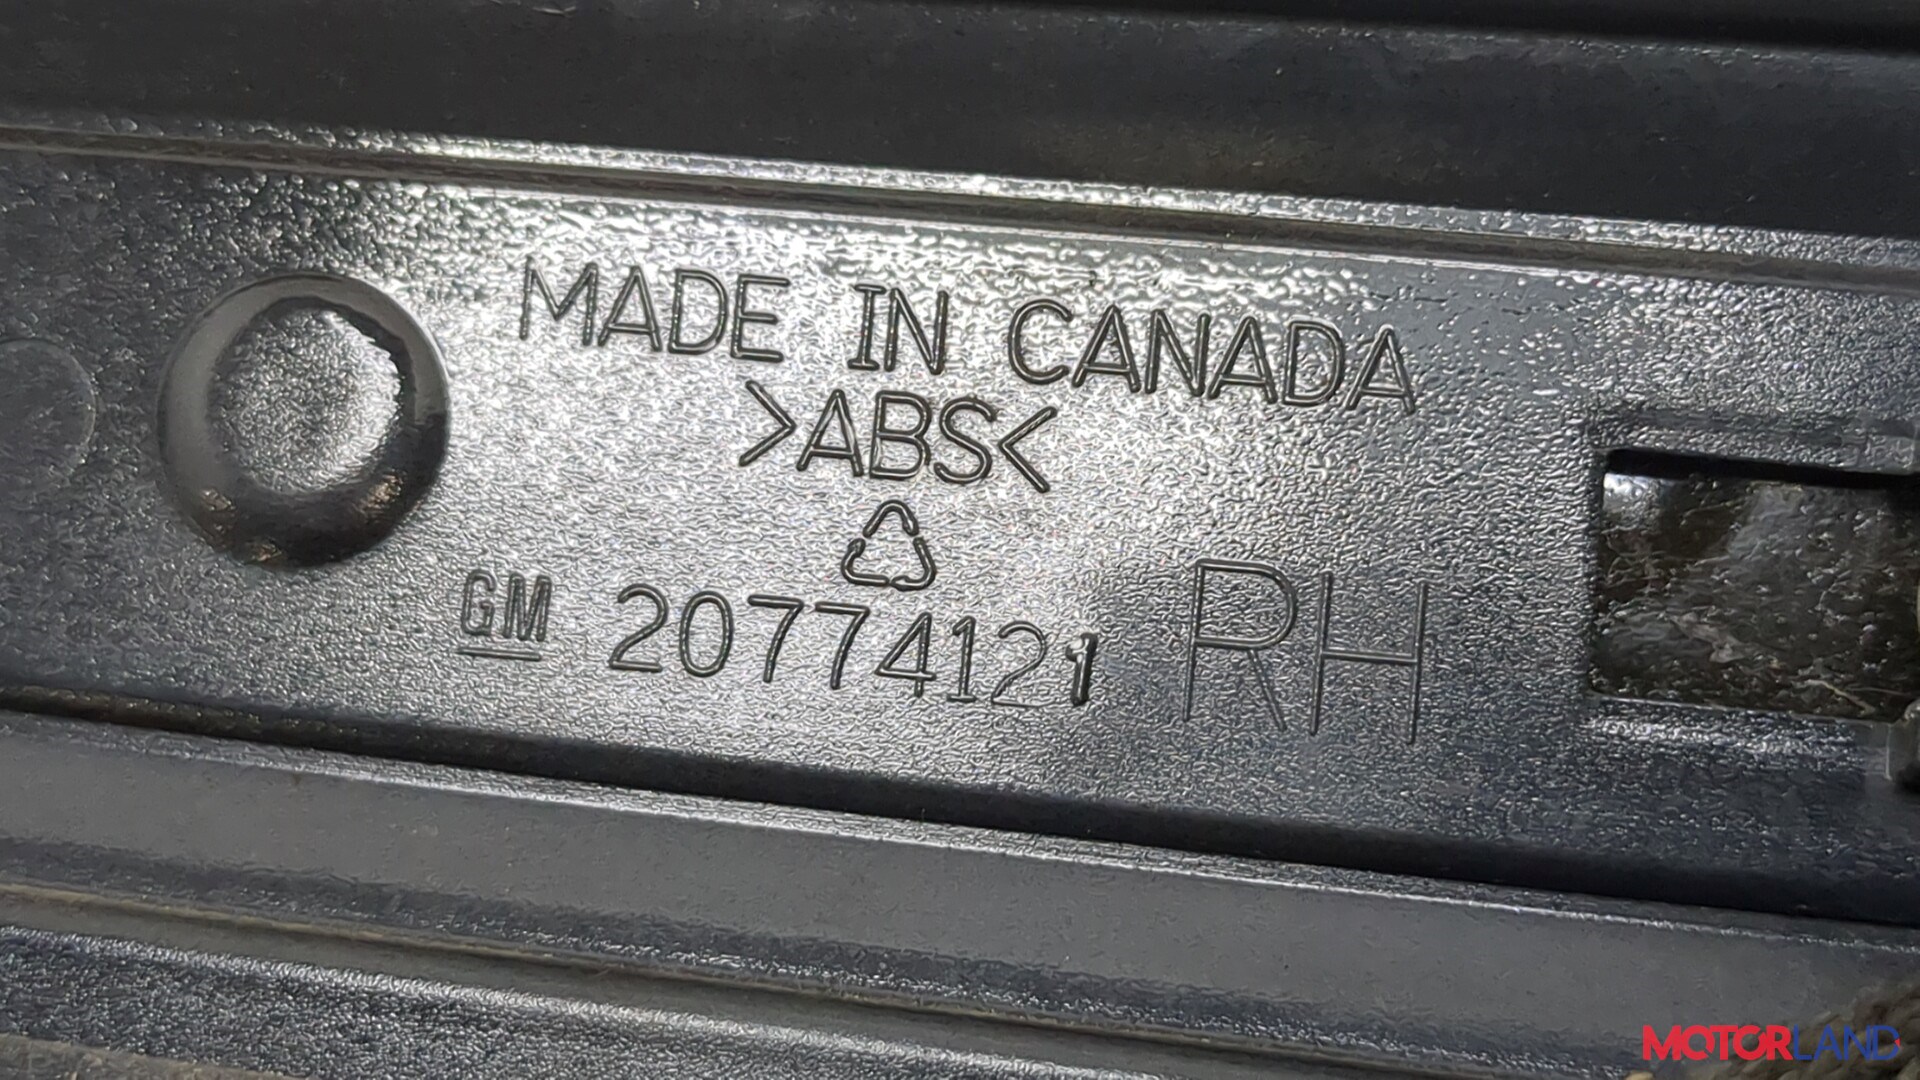 MADE IN CANADA
>ABS<
GM 20774121 RH
MOTORLAND